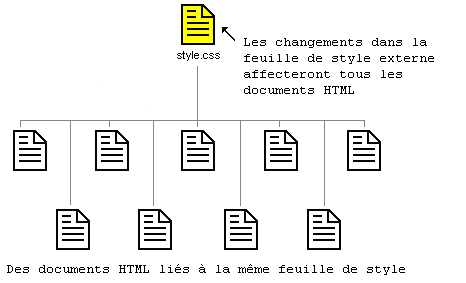 style.css
Les changements dans la
feuille de style externe
affecteront tous les
documents HTML
Des documents HTML liés à la même feuille de style